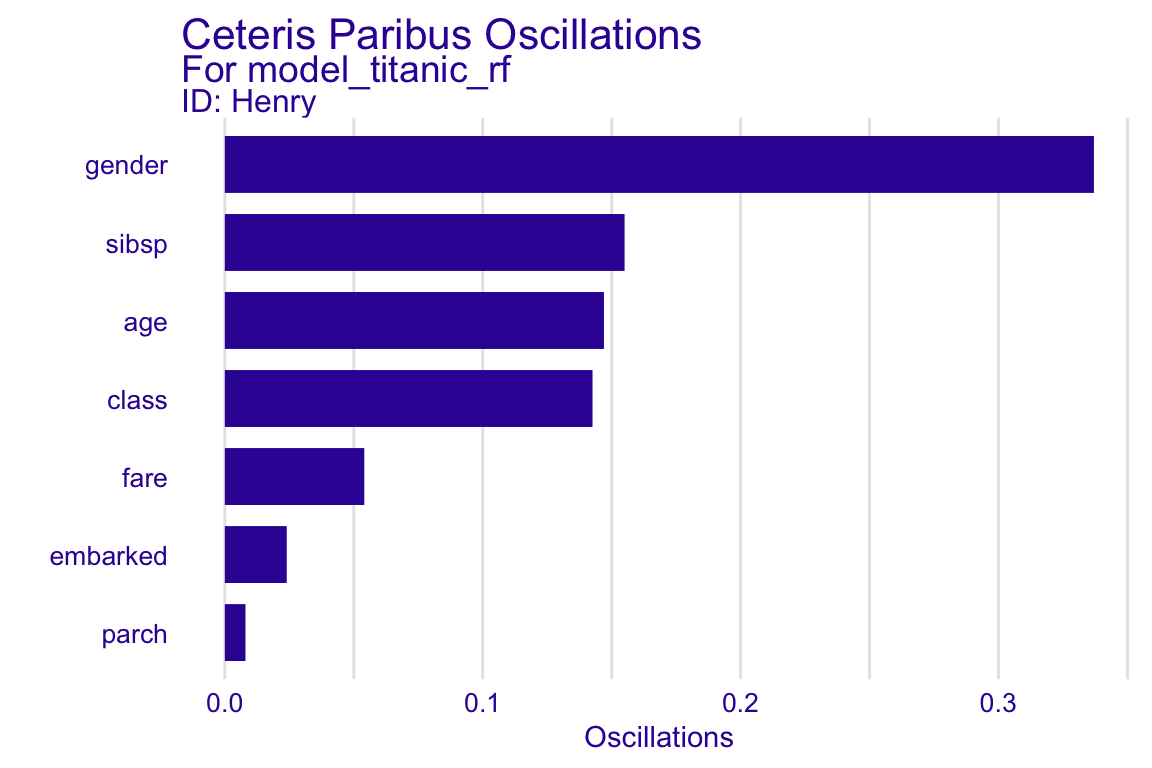 Ceteris Paribus Oscillations
For model_titanic_rf
ID: Henry
gender
sibsp
age
class
fare
embarked
parch
0.0 0.1 0.2 0.3
Oscillations